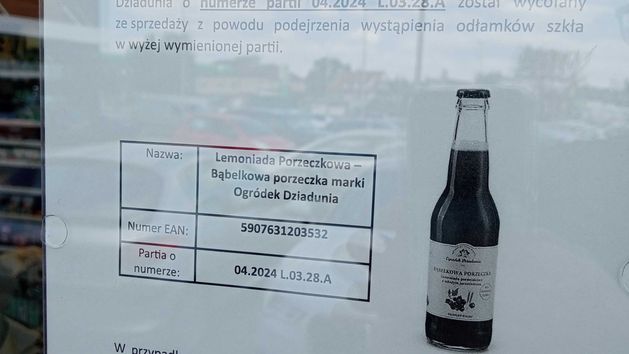 Dziadunia o numerze partii 04.2024 L.03.28.A został wycofany
ze sprzedaży z powodu podejrzenia wystąpienia odłamków szkła
w wyżej wymienionej partii.
Nazwa:
Lemoniada Porzeczkowa –
Bąbelkowa porzeczka marki
Ogródek Dziadunia
Numer EAN:
5907631203532
Partia o
numerze:
04.2024 L.03.28.A
Ogródek Dziadunia
BĄBELKOWA PORZECZKA
W